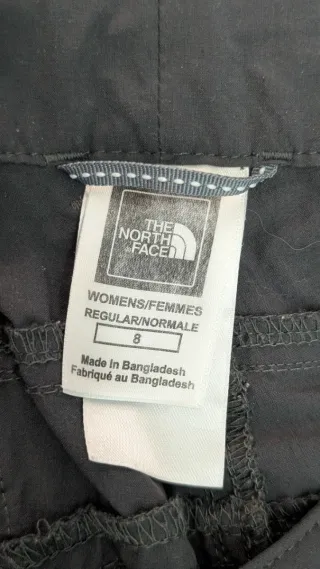 THE
NORTH
FACE
WOMENS/FEMMES
REGULAR/NORMALE
8
Made in Bangladesh
Fabriqué au Bangladesh